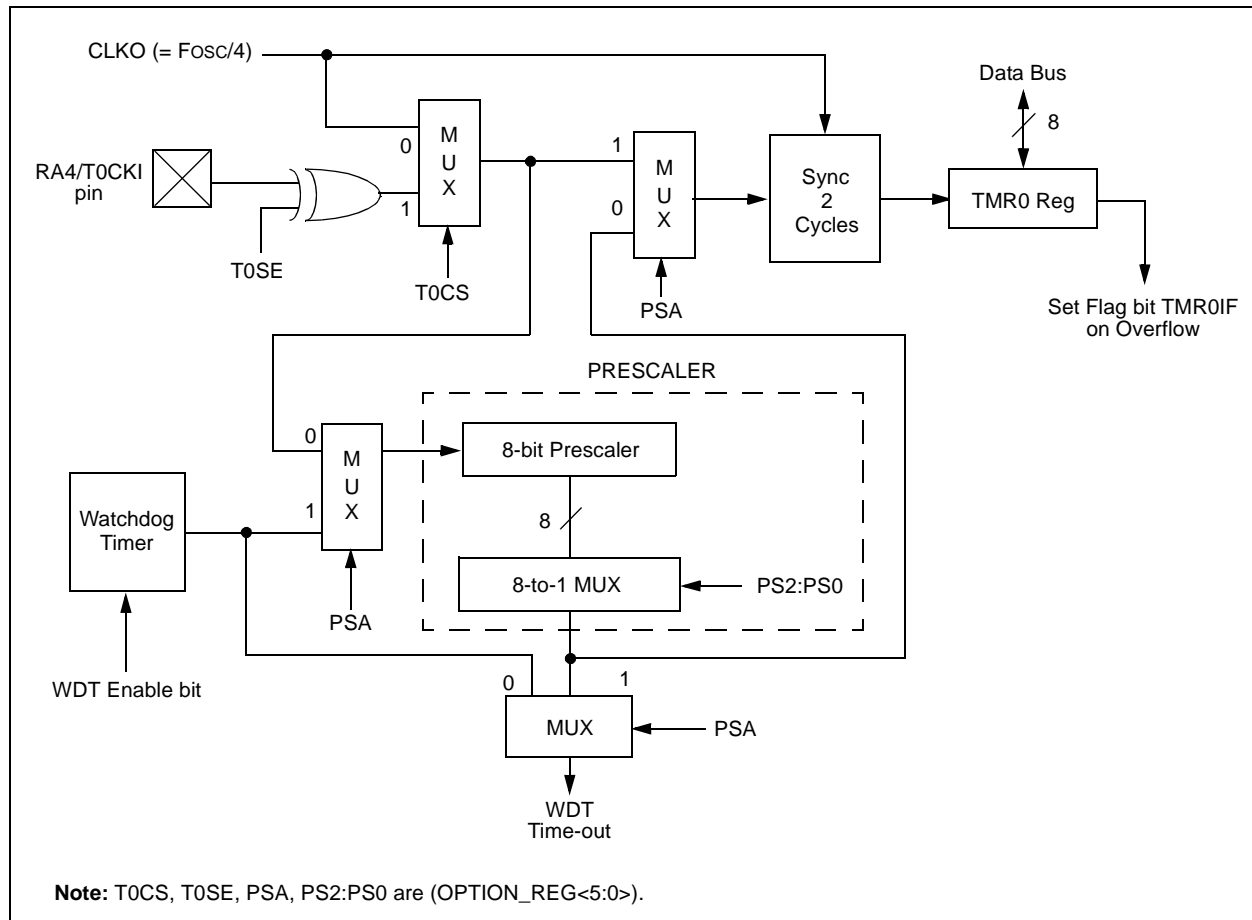 CLKO (= FOSC/4)
Data Bus
8
M
U
X
0
1
RA4/T0CKI
pin
T0SE
T0CS
1
0
M
U
X
PSA
Sync
2
Cycles
TMR0 Reg
Set Flag bit TMR0IF
on Overflow
PRESCALER
0
1
M
U
X
8-bit Prescaler
Watchdog
Timer
8
8-to-1 MUX
PS2:PS0
PSA
WDT Enable bit
0
1
MUX
PSA
WDT
Time-out
Note: T0CS, T0SE, PSA, PS2:PS0 are (OPTION_REG<5:0>).